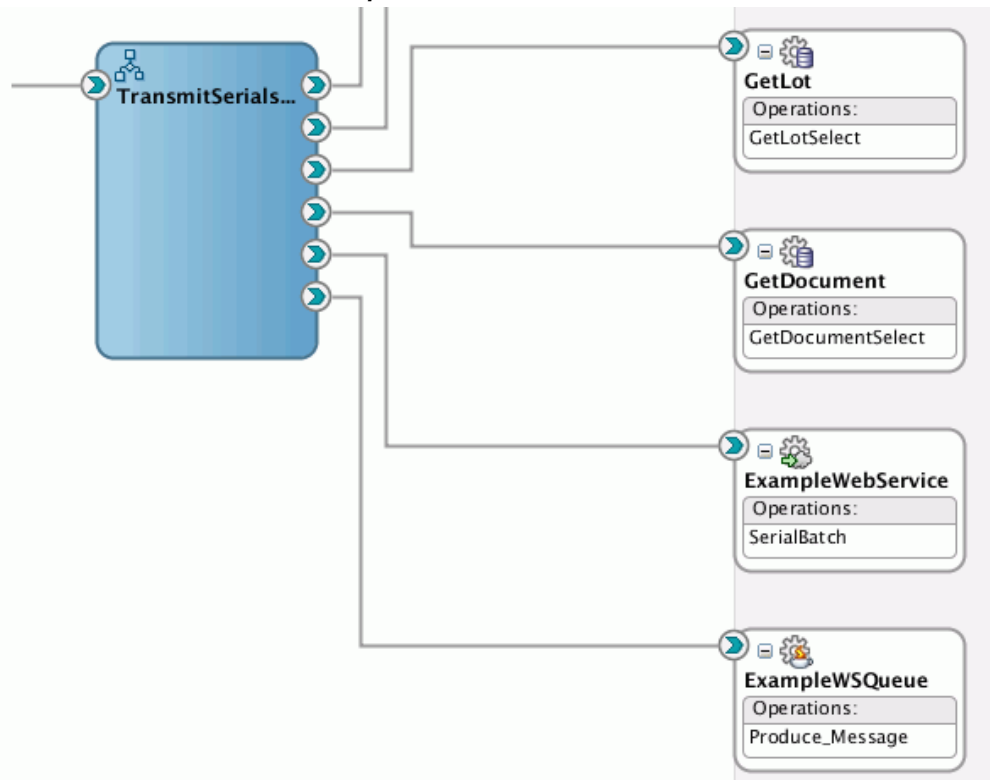 TransmitSerials...
GetLot
Operations:
GetLotSelect
GetDocument
Operations:
GetDocumentSelect
ExampleWebService
Operations:
SerialBatch
ExampleWSQueue
Operations:
Produce_Message